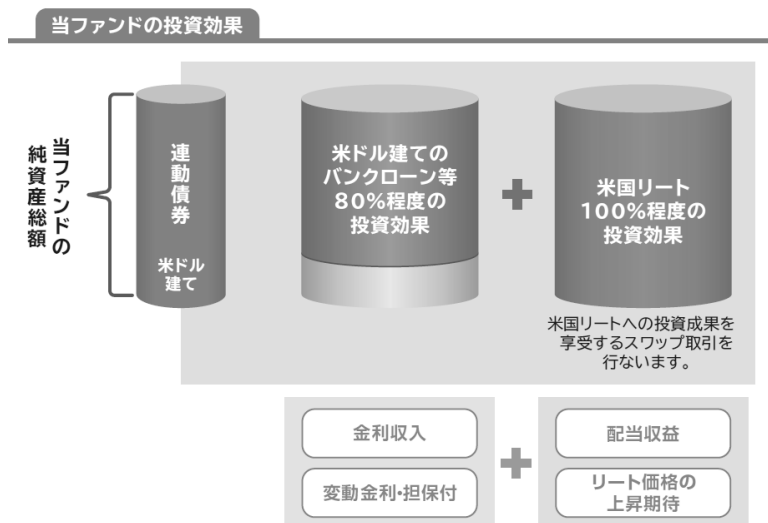 当ファンドの投資効果
当ファンドの
純資産総額
連動債券
米ドル
建て
米ドル建ての
バンクローン等
80%程度の
投資効果
+
米国リート
100%程度の
投資効果
米国リートへの投資成果を
享受するスワップ取引を
行ないます。
金利収入
変動金利・担保付
+
配当収益
リート価格の
上昇期待